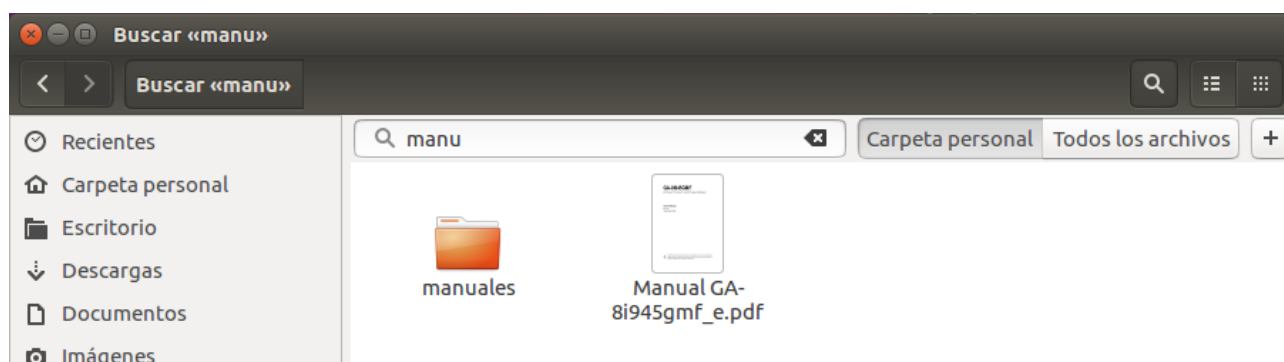 Buscar «manu»
Buscar «manu»
Recientes
Carpeta personal
Escritorio
Descargas
Documentos
Imágenes
manu
Carpeta personal
Todos los archivos
manuales
Manual GA-
8i945gmf_e.pdf